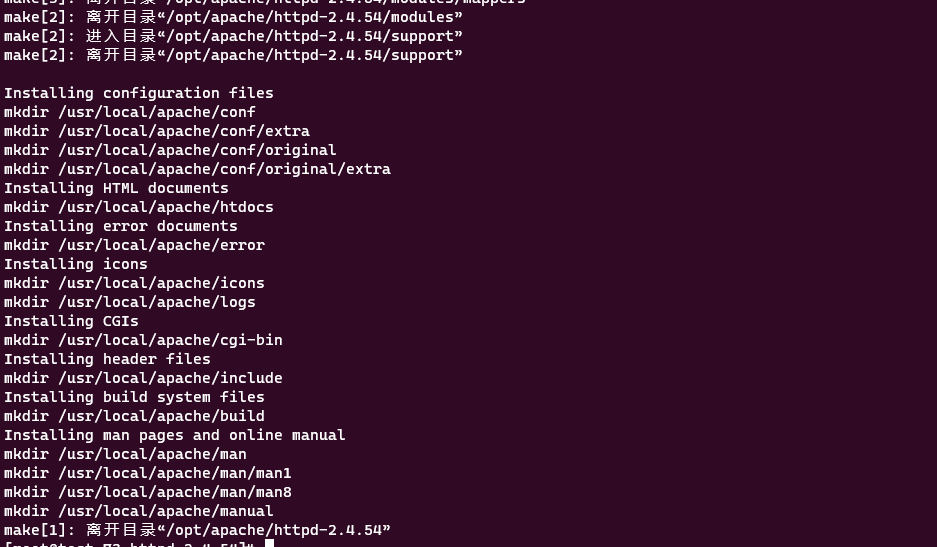 make[2]: 离开目录“/opt/apache/httpd-2.4.54/modules”
make[2]: 进入目录“/opt/apache/httpd-2.4.54/support”
make[2]: 离开目录“/opt/apache/httpd-2.4.54/support”
Installing configuration files
mkdir /usr/local/apache/conf
mkdir /usr/local/apache/conf/extra
mkdir /usr/local/apache/conf/original
mkdir /usr/local/apache/conf/original/extra
Installing HTML documents
mkdir /usr/local/apache/htdocs
Installing error documents
mkdir /usr/local/apache/error
Installing icons
mkdir /usr/local/apache/icons
mkdir /usr/local/apache/logs
Installing CGIs
mkdir /usr/local/apache/cgi-bin
Installing header files
mkdir /usr/local/apache/include
Installing build system files
mkdir /usr/local/apache/build
Installing man pages and online manual
mkdir /usr/local/apache/man
mkdir /usr/local/apache/man/man1
mkdir /usr/local/apache/man/man8
mkdir /usr/local/apache/manual
make[1]: 离开目录“/opt/apache/httpd-2.4.54”